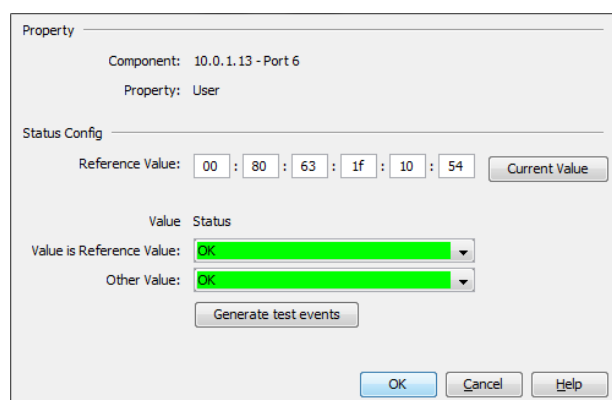 Property
Component: 10.0.1.13 - Port 6
Property: User
Status Config
Reference Value: 00 : 80 : 63 : 1f : 10 : 54 Current Value
Value Status
Value is Reference Value: OK
Other Value: OK
Generate test events
OK Cancel Help